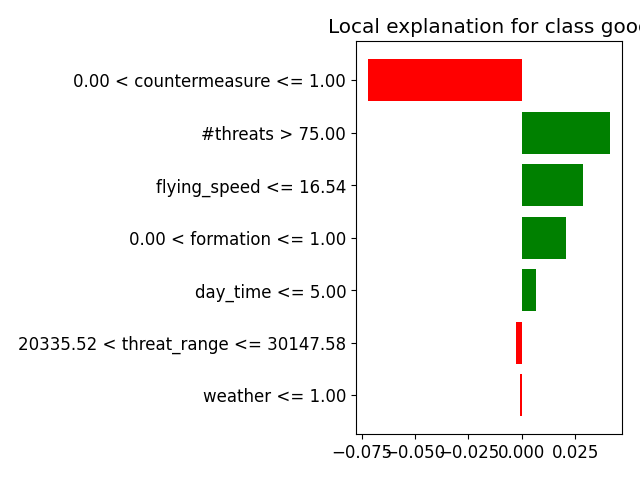 Local explanation for class good
0.00 < countermeasure <= 1.00
#threats > 75.00
flying_speed <= 16.54
0.00 < formation <= 1.00
day_time <= 5.00
20335.52 < threat_range <= 30147.58
weather <= 1.00
−0.075 −0.050 −0.025 0.000 0.025